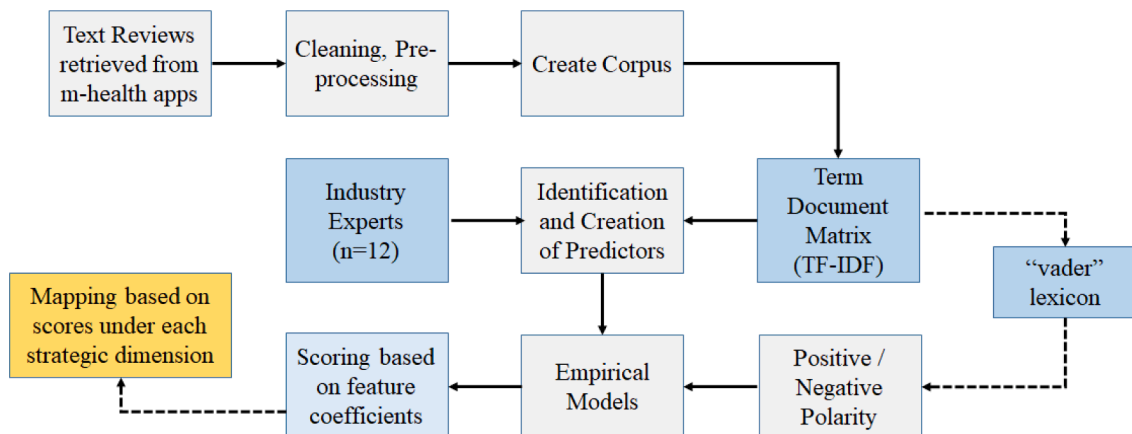 Text Reviews
retrieved from
m-health apps
Cleaning, Pre-
processing
Create Corpus
Industry
Experts
(n=12)
Identification
and Creation
of Predictors
Term
Document
Matrix
(TF-IDF)
“vader”
lexicon
Mapping based on
scores under each
strategic dimension
Scoring based
on feature
coefficients
Empirical
Models
Positive /
Negative
Polarity